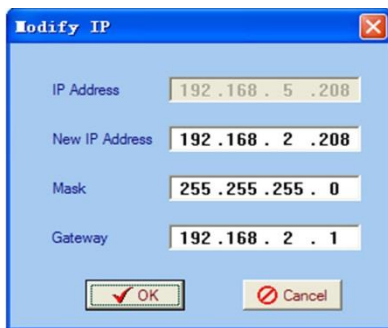 Modify IP
IP Address 192 .168 . 5 .208
New IP Address 192 .168 . 2 .208
Mask 255 .255 .255 . 0
Gateway 192 .168 . 2 . 1
OK Cancel